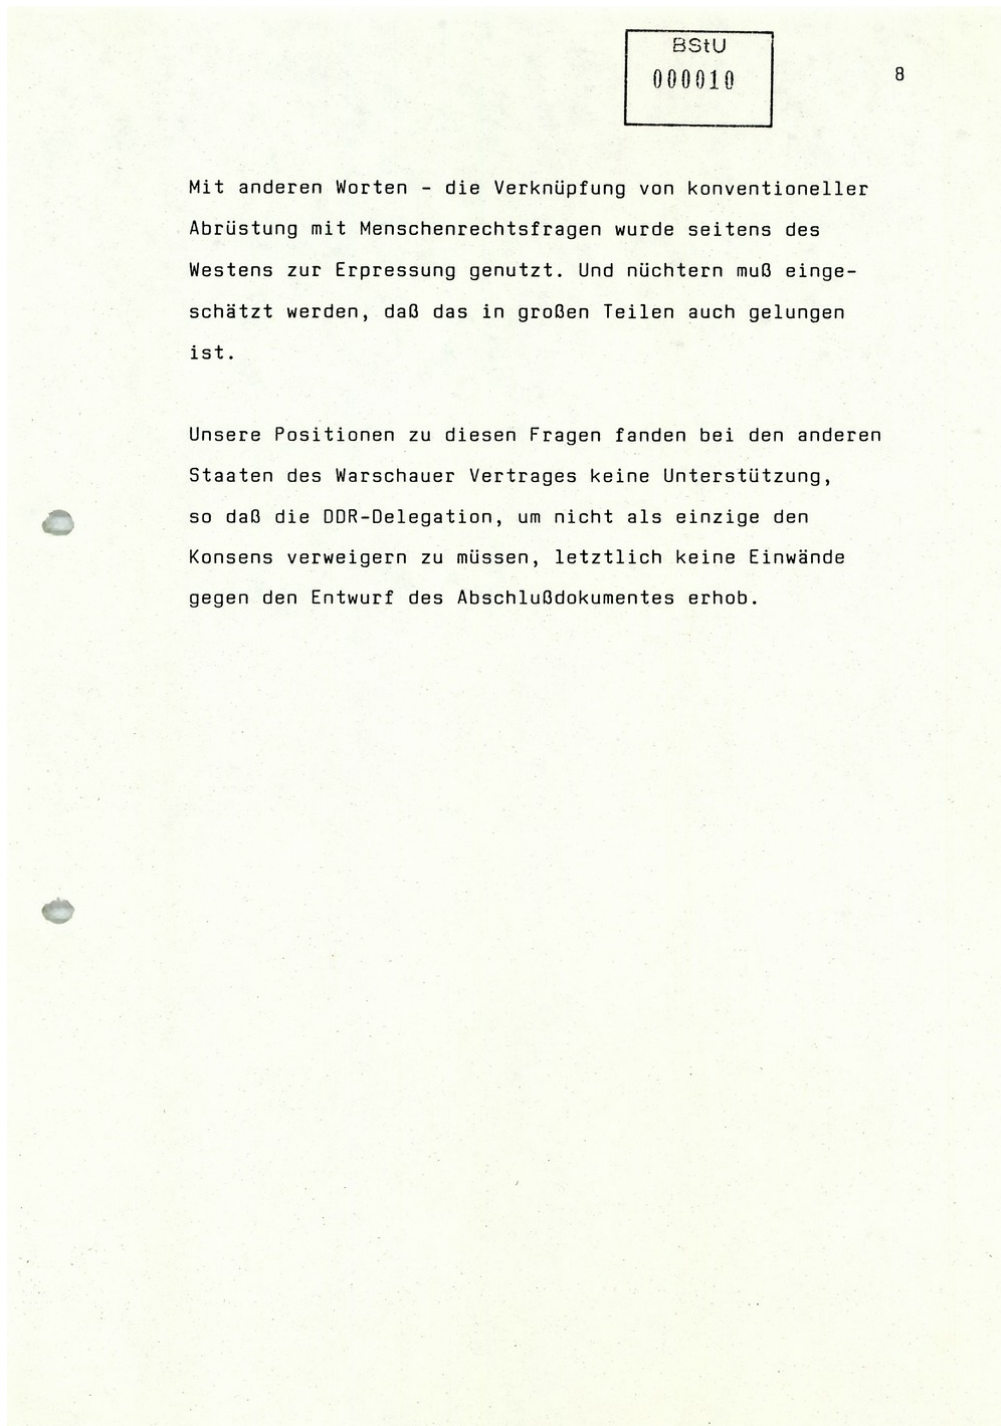 BStU
000010
8
Mit anderen Worten - die Verknüpfung von konventioneller
Abrüstung mit Menschenrechtsfragen wurde seitens des
Westens zur Erpressung genutzt. Und nüchtern muß einge-
schätzt werden, daß das in großen Teilen auch gelungen
ist.
Unsere Positionen zu diesen Fragen fanden bei den anderen
Staaten des Warschauer Vertrages keine Unterstützung,
so daß die DDR-Delegation, um nicht als einzige den
Konsens verweigern zu müssen, letztlich keine Einwände
gegen den Entwurf des Abschlußdokumentes erhob.